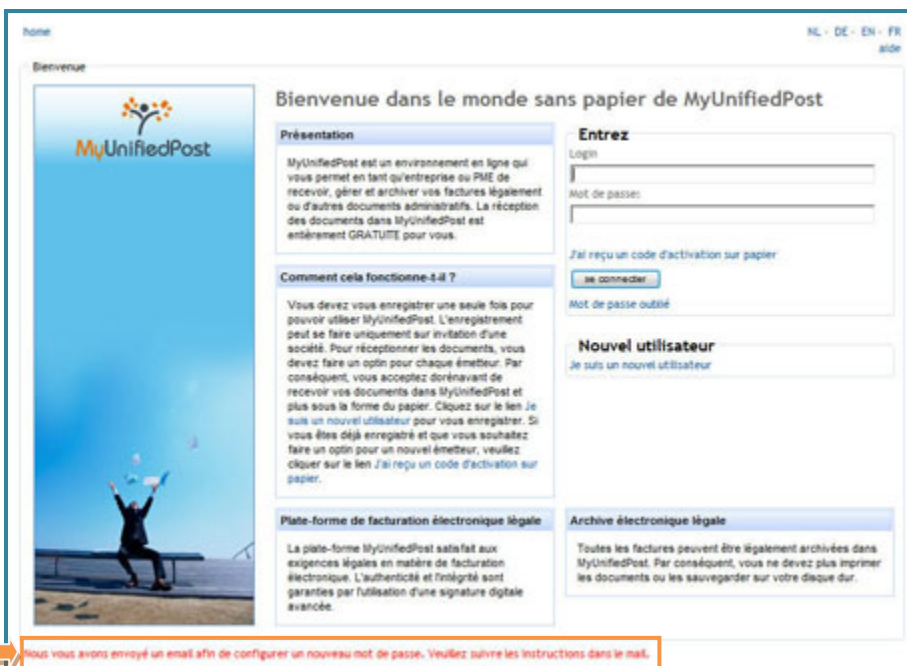 home
NL - DE - EN - FR
aide
Bienvenue
MyUnifiedPost
Bienvenue dans le monde sans papier de MyUnifiedPost
Présentation
MyUnifiedPost est un environnement en ligne qui
vous permet en tant qu'entreprise ou PME de
recevoir, gérer et archiver vos factures légalement
ou d'autres documents administratifs. La réception
des documents dans MyUnifiedPost est
entièrement GRATUITE pour vous.
Comment cela fonctionne-t-il ?
Vous devez vous enregistrer une seule fois pour
pouvoir utiliser MyUnifiedPost. L'enregistrement
peut se faire uniquement sur invitation d'une
société. Pour réceptionner les documents, vous
devez faire un optin pour chaque émetteur. Par
conséquent, vous acceptez dorénavant de
recevoir vos documents dans MyUnifiedPost et
plus sous la forme du papier. Cliquez sur le lien Je
suis un nouvel utilisateur pour vous enregistrer. Si
vous êtes déjà enregistré et que vous souhaitez
faire un optin pour un nouvel émetteur, veuillez
cliquer sur le lien J'ai reçu un code d'activation sur
papier.
Entrez
Login
Mot de passe:
J'ai reçu un code d'activation sur papier
se connecter
Mot de passe oublié
Nouvel utilisateur
Je suis un nouvel utilisateur
Plate-forme de facturation électronique légale
La plate-forme MyUnifiedPost satisfait aux
exigences légales en matière de facturation
électronique. L'authenticité et l'intégrité sont
garanties par l'utilisation d'une signature digitale
avancée.
Archive électronique légale
Toutes les factures peuvent être légalement archivées dans
MyUnifiedPost. Par conséquent, vous ne devez plus imprimer
les documents ou les sauvegarder sur votre disque dur.
Nous vous avons envoyé un email afin de configurer un nouveau mot de passe. Veuillez suivre les instructions dans le mail.